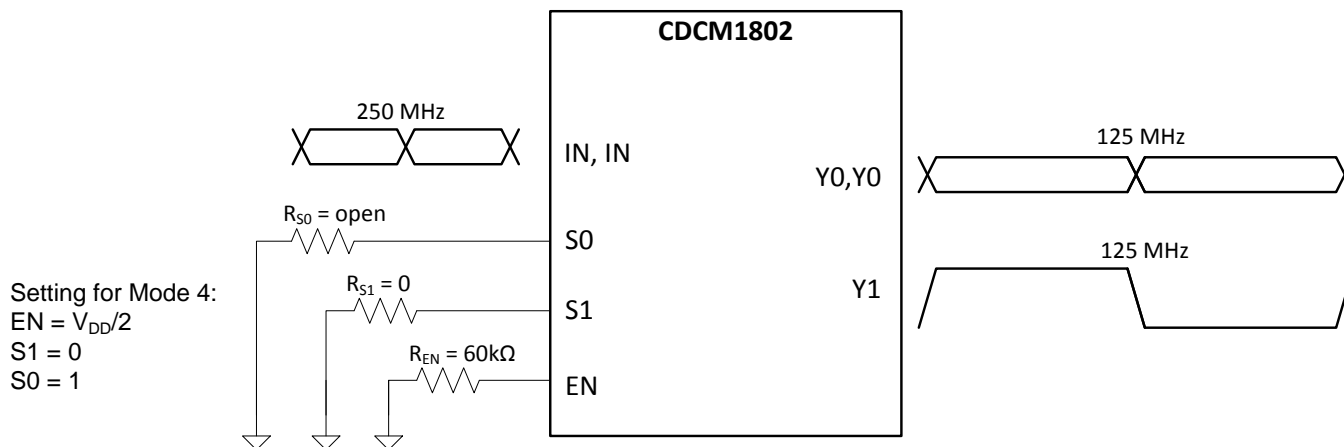 CDCM1802
250 MHz
IN, IN
125 MHz
Y0,Y0
R_S0 = open
S0
125 MHz
Y1
Setting for Mode 4:
EN = V_DD/2
S1 = 0
S0 = 1
R_S1 = 0
S1
R_EN = 60kΩ
EN